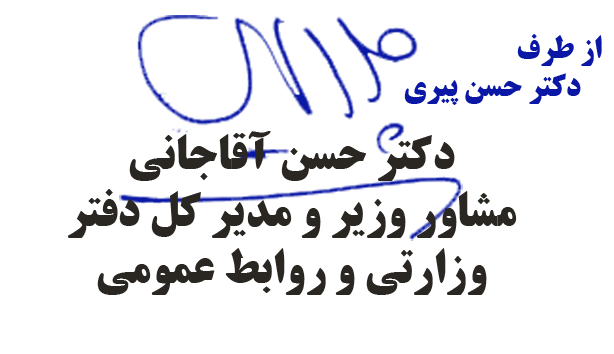 از طرف
دکتر حسن پیری
دکتر حسن آقاجانی
مشاور وزیر و مدیر کل دفتر
وزارتی و روابط عمومی